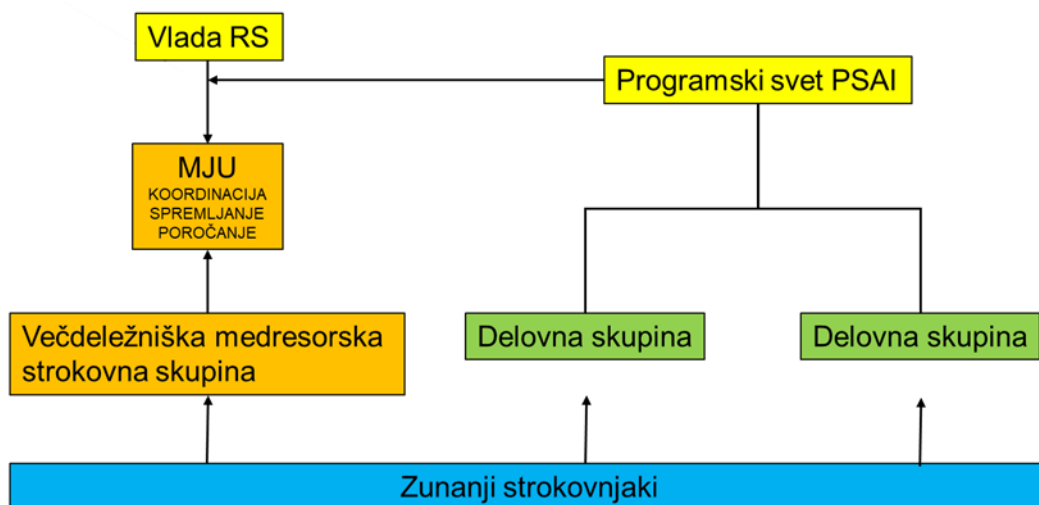 Vlada RS
Programski svet PSAI
MJU
KOORDINACIJA
SPREMLJANJE
POROČANJE
Večdeležniška medresorska
strokovna skupina
Delovna skupina
Delovna skupina
Zunanji strokovnjaki